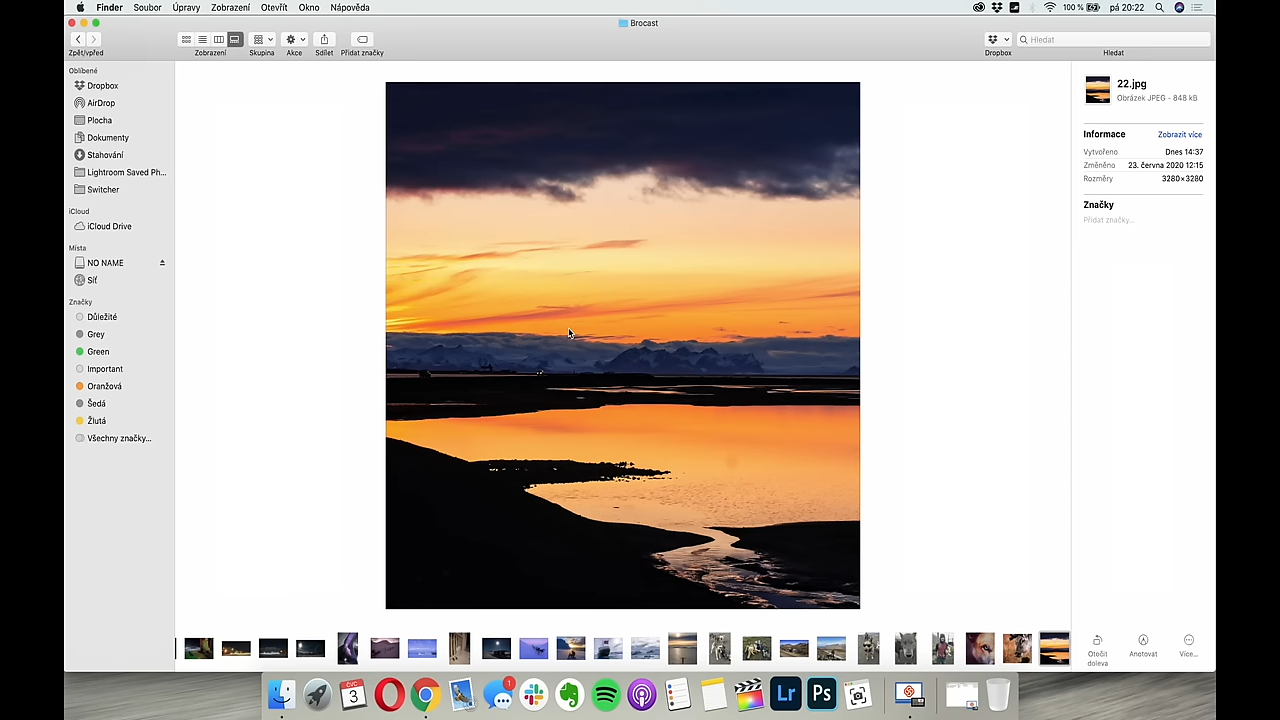 Finder Soubor Úpravy Zobrazení Otevřít Okno Nápověda 100 % pá 20:22
Brocast
Hledat
Zpět/vpřed Zobrazení Skupina Akce Sdílet Přidat značky Dropbox Hledat
Oblíbené
Dropbox
AirDrop
Plocha
Dokumenty
Stahování
Lightroom Saved Ph...
Switcher
iCloud
iCloud Drive
Místa
NO NAME
Síť
Značky
Důležité
Grey
Green
Important
Oranžová
Šedá
Žlutá
Všechny značky...
22.jpg
Obrázek JPEG - 848 kB
Informace Zobrazit více
Vytvořeno Dnes 14:37
Změněno 23. června 2020 12:15
Rozměry 3280×3280
Značky
Přidat značky...
Otočit doleva
Anotovat
Více...
ČVC
3
1
Lr
Ps